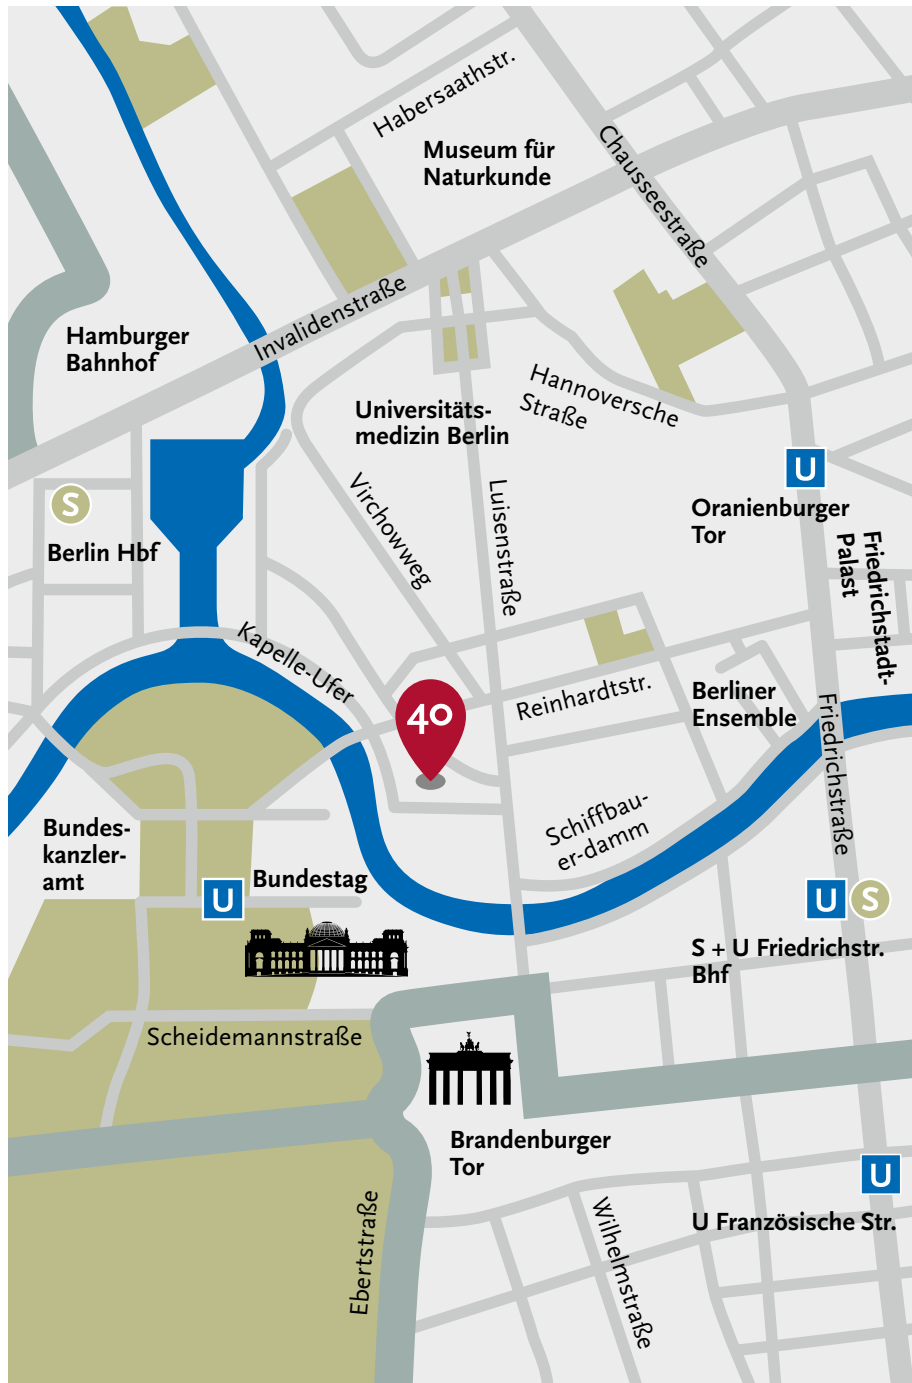 Habersaathstr.
Museum für
Naturkunde
Chausseestraße
Invalidenstraße
Hamburger
Bahnhof
Hannoversche
Straße
Universitäts-
medizin Berlin
U
Oranienburger
Tor
S
Berlin Hbf
Virchowweg
Luisenstraße
Friedrichstadt-
Palast
Kapelle-Ufer
Reinhardtstr.
Berliner
Ensemble
40
Friedrichstraße
Schiffbau-
er-damm
Bundes-
kanzler-
amt
U
Bundestag
U
S
S + U Friedrichstr.
Bhf
Scheidemannstraße
Brandenburger
Tor
U
U Französische Str.
Ebertstraße
Wilhelmstraße